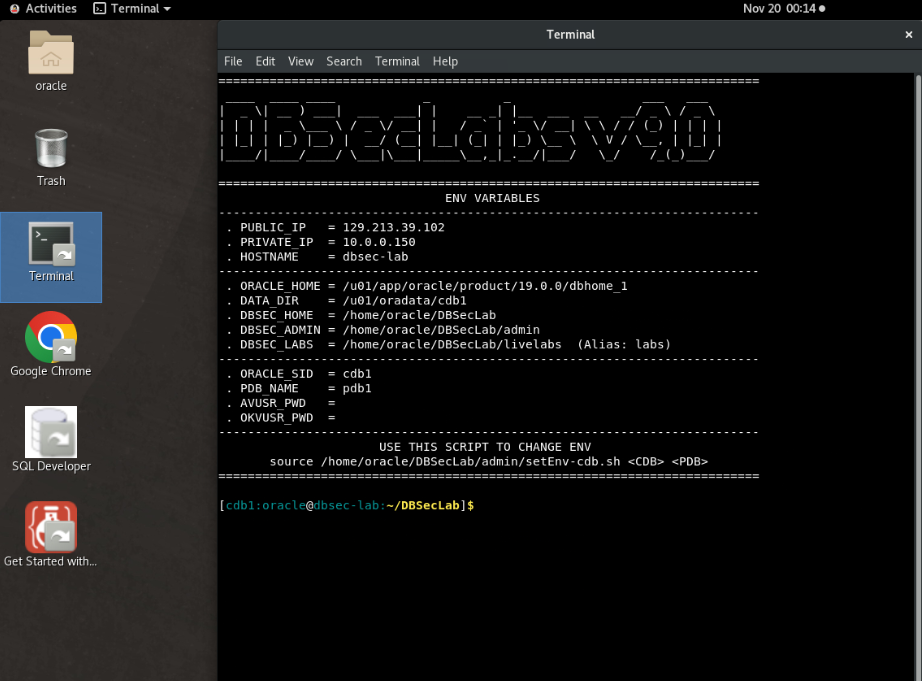 Activities
Terminal
Nov 20 00:14
oracle
Trash
Terminal
Google Chrome
SQL Developer
Get Started with...
Terminal
File Edit View Search Terminal Help
==========================================================================
DBSecLabs v9.0
==========================================================================
ENV VARIABLES
--------------------------------------------------------------------------
. PUBLIC_IP   = 129.213.39.102
. PRIVATE_IP  = 10.0.0.150
. HOSTNAME    = dbsec-lab
--------------------------------------------------------------------------
. ORACLE_HOME = /u01/app/oracle/product/19.0.0/dbhome_1
. DATA_DIR    = /u01/oradata/cdb1
. DBSEC_HOME  = /home/oracle/DBSecLab
. DBSEC_ADMIN = /home/oracle/DBSecLab/admin
. DBSEC_LABS  = /home/oracle/DBSecLab/livelabs  (Alias: labs)
--------------------------------------------------------------------------
. ORACLE_SID  = cdb1
. PDB_NAME    = pdb1
. AVUSR_PWD   =
. OKVUSR_PWD  =
--------------------------------------------------------------------------
USE THIS SCRIPT TO CHANGE ENV
source /home/oracle/DBSecLab/admin/setEnv-cdb.sh <CDB> <PDB>
==========================================================================
[cdb1:oracle@dbsec-lab:~/DBSecLab]$